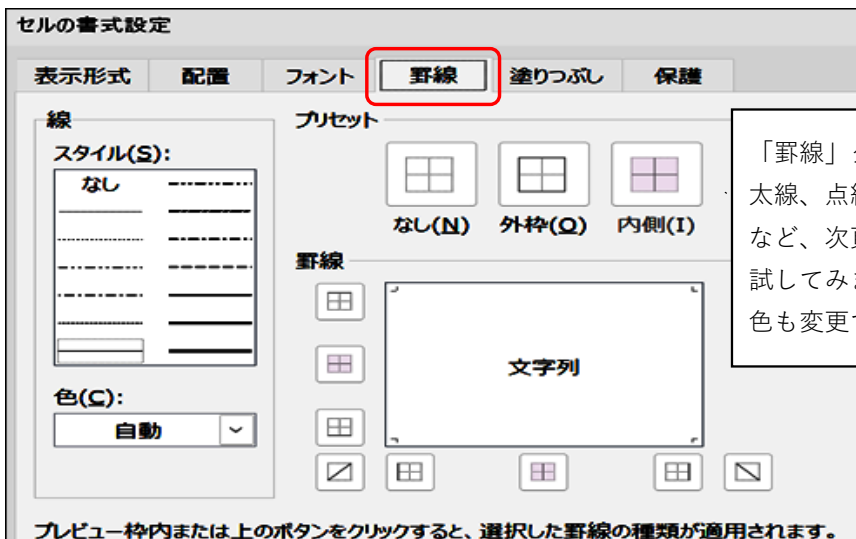 セルの書式設定
表示形式 配置 フォント 罫線 塗りつぶし 保護
線
スタイル(S):
なし
色(C):
自動
プリセット
なし(N) 外枠(O) 内側(I)
罫線
文字列
「罫線」
太線、点
など、次
試してみ
色も変更
プレビュー枠内または上のボタンをクリックすると、選択した罫線の種類が適用されます。